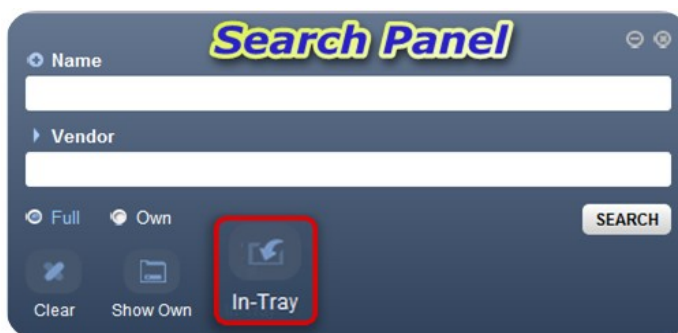 Search Panel
Name
Vendor
Full Own
SEARCH
Clear Show Own In-Tray